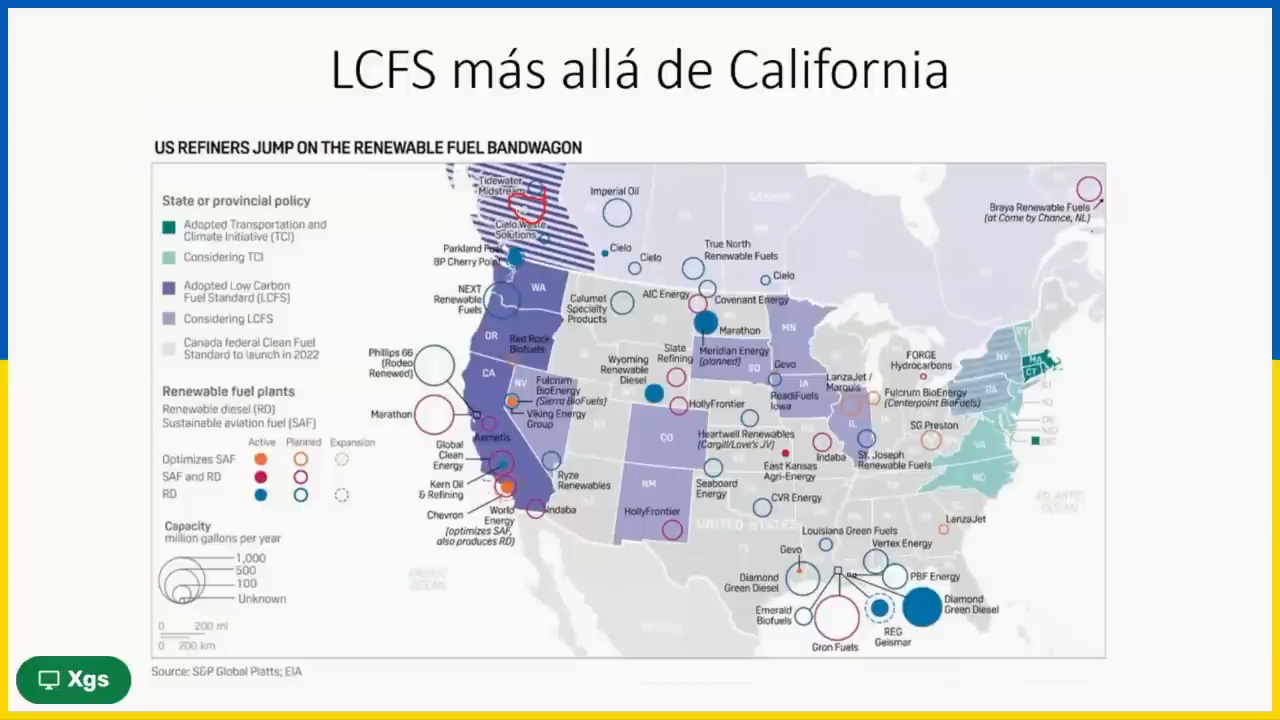 LCFS más allá de California
US REFINERS JUMP ON THE RENEWABLE FUEL BANDWAGON
State or provincial policy
Adopted Transportation and
Climate Initiative (TCI)
Considering TCI
Adopted Low Carbon
Fuel Standard (LCFS)
Considering LCFS
Canada federal Clean Fuel
Standard to launch in 2022
Renewable fuel plants
Renewable diesel (RD)
Sustainable aviation fuel (SAF)
Active Planned Expansion
Optimizes SAF
SAF and RD
RD
Capacity
million gallons per year
1,000
500
100
Unknown
0 200 mi
0 200 km
Tidewater
Midstream
Cielo Waste
Solutions
Parkland Fuel
BP Cherry Point
NEXT
Renewable
Fuels
Phillips 66
(Rodeo
Renewed)
Marathon
Global
Clean
Energy
Kern Oil
& Refining
Chevron
World
Energy
(optimizes SAF,
also produces RD)
Aemetis
Imperial Oil
Cielo
Cielo
True North
Renewable Fuels
Cielo
AIC Energy
Covenant Energy
Calumet
Specialty
Products
Marathon
Meridian Energy
(planned)
Red Rock
Biofuels
Wyoming
Renewable
Diesel
Slate
Refining
Fulcrum
BioEnergy
(Sierra BioFuels)
Viking Energy
Group
Ryze
Renewables
Indaba
HollyFrontier
HollyFrontier
Gevo
ReadiFuels
Iowa
Heartwell Renewables
(Cargill/Love's JV)
East Kansas
Agri-Energy
Seaboard
Energy
CVR Energy
Indaba
LanzaJet /
Marquis
FORGE
Hydrocarbons
Fulcrum BioEnergy
(Centerpoint BioFuels)
SG Preston
St. Joseph
Renewable Fuels
LanzaJet
Louisiana Green Fuels
Vertex Energy
Gevo
Diamond
Green Diesel
PBF Energy
Emerald
Biofuels
Gron Fuels
REG
Geismar
Diamond
Green Diesel
Braya Renewable Fuels
(at Come by Chance, NL)
WA
OR
CA
NV
CO
NM
MN
SD
IA
IL
NY
VT
MA
CT
PA
VA
NC
UNITED STATES
PACIFIC
OCEAN
ATLANTIC
OCEAN
Source: S&P Global Platts; EIA
Xgs